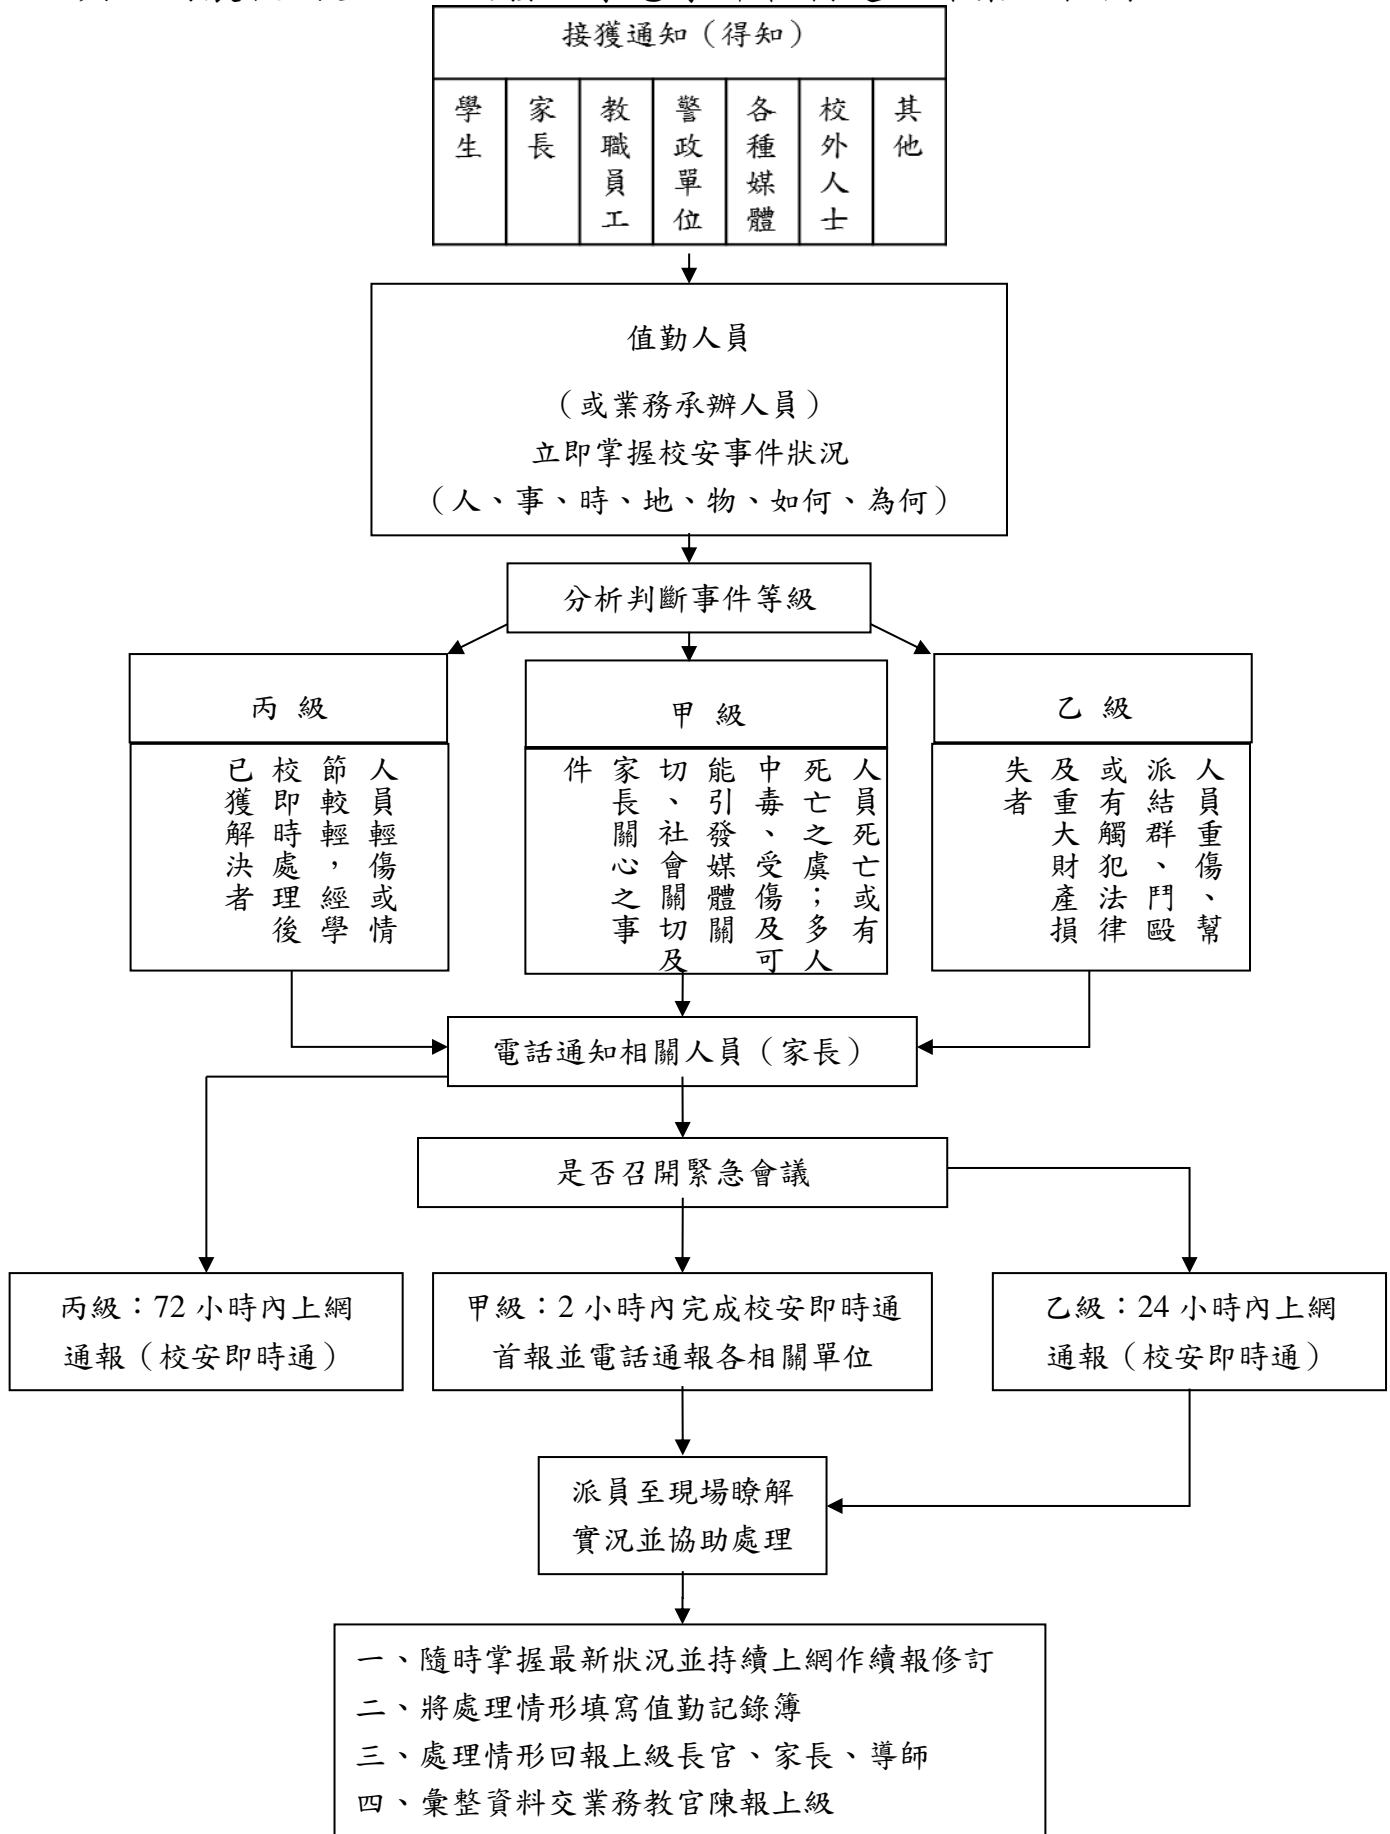 接獲通知（得知）
學生
家長
教職員工
警政單位
各種媒體
校外人士
其他
值勤人員
（或業務承辦人員）
立即掌握校安事件狀況
（人、事、時、地、物、如何、為何）
分析判斷事件等級
丙 級
人員輕傷或情
節較輕，經學
校即時處理後
已獲解決者
甲 級
人員死亡或有
死亡之虞；多人
中毒、受傷及可
能引發媒體關
切、社會關切及
家長關心之事
件
乙 級
人員重傷、幫
派結群、鬥毆
或有觸犯法律
及重大財產損
失者
電話通知相關人員（家長）
是否召開緊急會議
丙級：72 小時內上網
通報（校安即時通）
甲級：2 小時內完成校安即時通
首報並電話通報各相關單位
乙級：24 小時內上網
通報（校安即時通）
派員至現場瞭解
實況並協助處理
一、隨時掌握最新狀況並持續上網作續報修訂
二、將處理情形填寫值勤記錄簿
三、處理情形回報上級長官、家長、導師
四、彙整資料交業務教官陳報上級